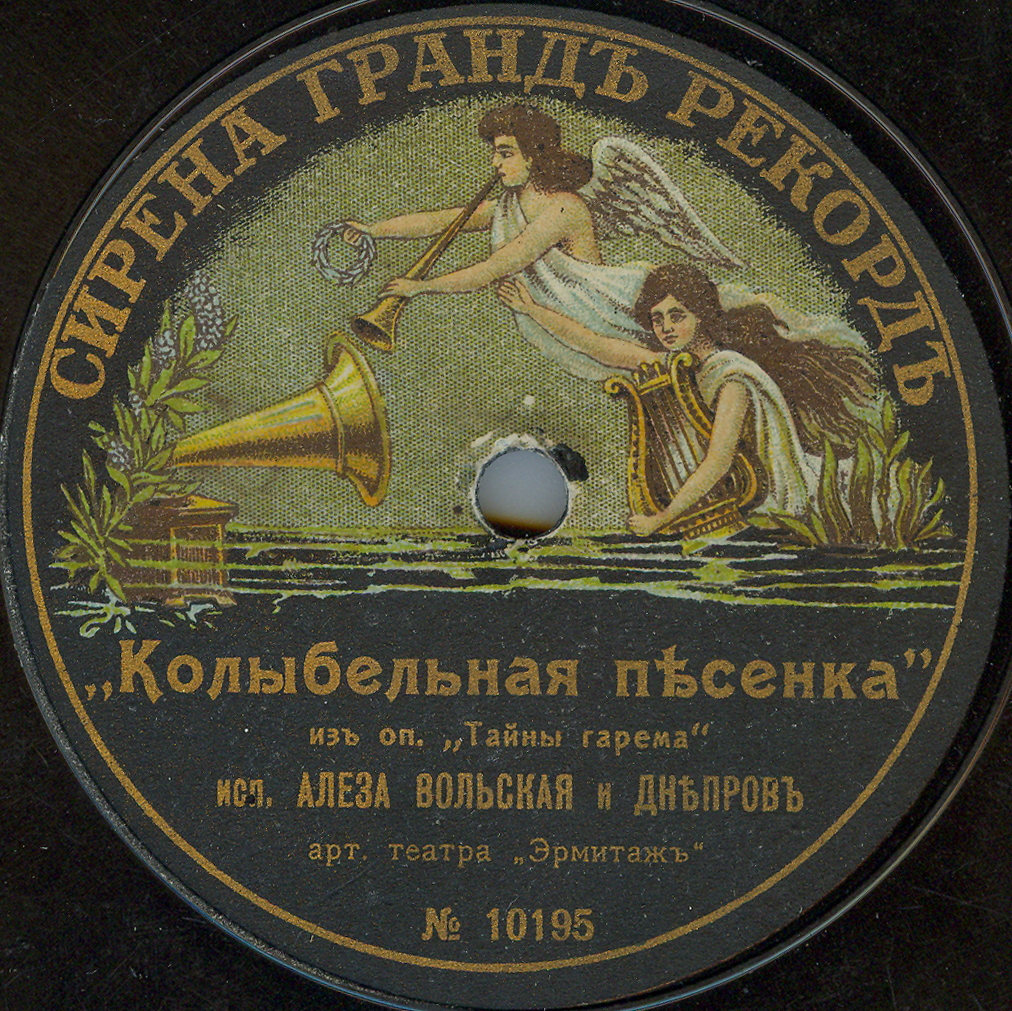 СИРЕНА ГРАНДЪ РЕКОРДЪ
„Колыбельная пѣсенка”
изъ оп. „Тайны гарема“
исп. АЛЕЗА ВОЛЬСКАЯ и ДНѢПРОВЪ
арт. театра „Эрмитажъ“
№ 10195